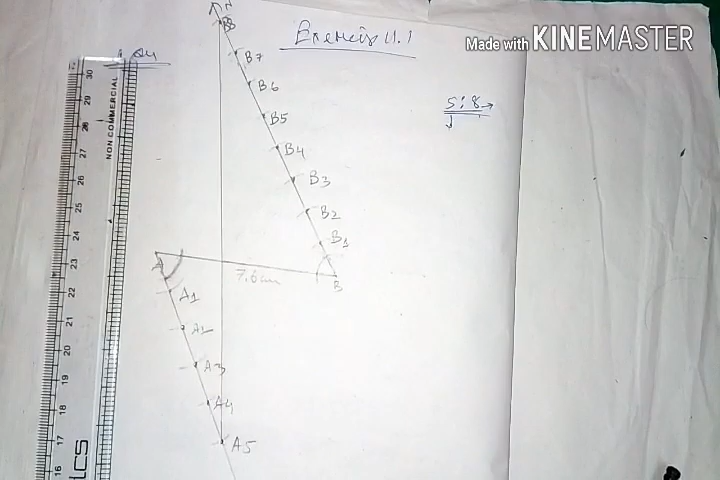 Made with KINEMASTER
Exercise 11.1
5:8
B8
B7
B6
B5
B4
B3
B2
B1
A
7.6cm
B
A1
A2
A3
A4
A5
NON COMMERCIAL
30
29
28
27
26
25
24
23
22
21
20
19
18
17
16